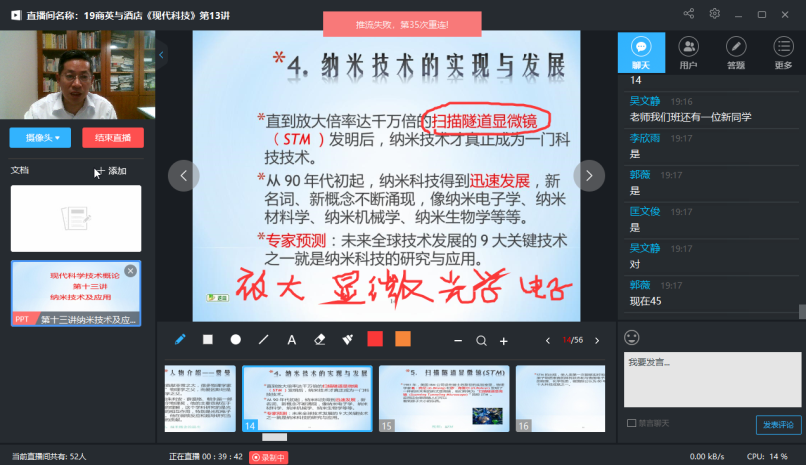 直播间名称：19商英与酒店《现代科技》第13讲
推流失败，第35次重连!
摄像头
结束直播
文档
添加
现代科学技术概论
第十三讲
纳米技术及应用
PPT
第十三讲纳米技术及应...
*4. 纳米技术的实现与发展
*直到放大倍率达千万倍的扫描隧道显微镜
（STM）发明后，纳米技术才真正成为一门科
技技术。
*从 90 年代初起，纳米科技得到迅速发展，新
名词、新概念不断涌现，像纳米电子学、纳米
材料学、纳米机械学、纳米生物学等等。
*专家预测：未来全球技术发展的 9 大关键技术
之一就是纳米科技的研究与应用。
放大 显微 光学 电子
A
14/56
人物介绍
4. 纳米技术的实现与发展
14
5. 扫描隧道显微镜(STM)
15
16
聊天
用户
答题
更多
14
吴文静 19:16
老师我们班还有一位新同学
李欣雨 19:17
是
郭薇 19:17
是
匡文俊 19:17
是
吴文静 19:17
对
郭薇 19:17
现在45
我要发言...
禁言聊天
发表评论
当前直播间共有: 52人
正在直播 00 : 39 : 42
录制中
0.00 kB/s
CPU: 14 %